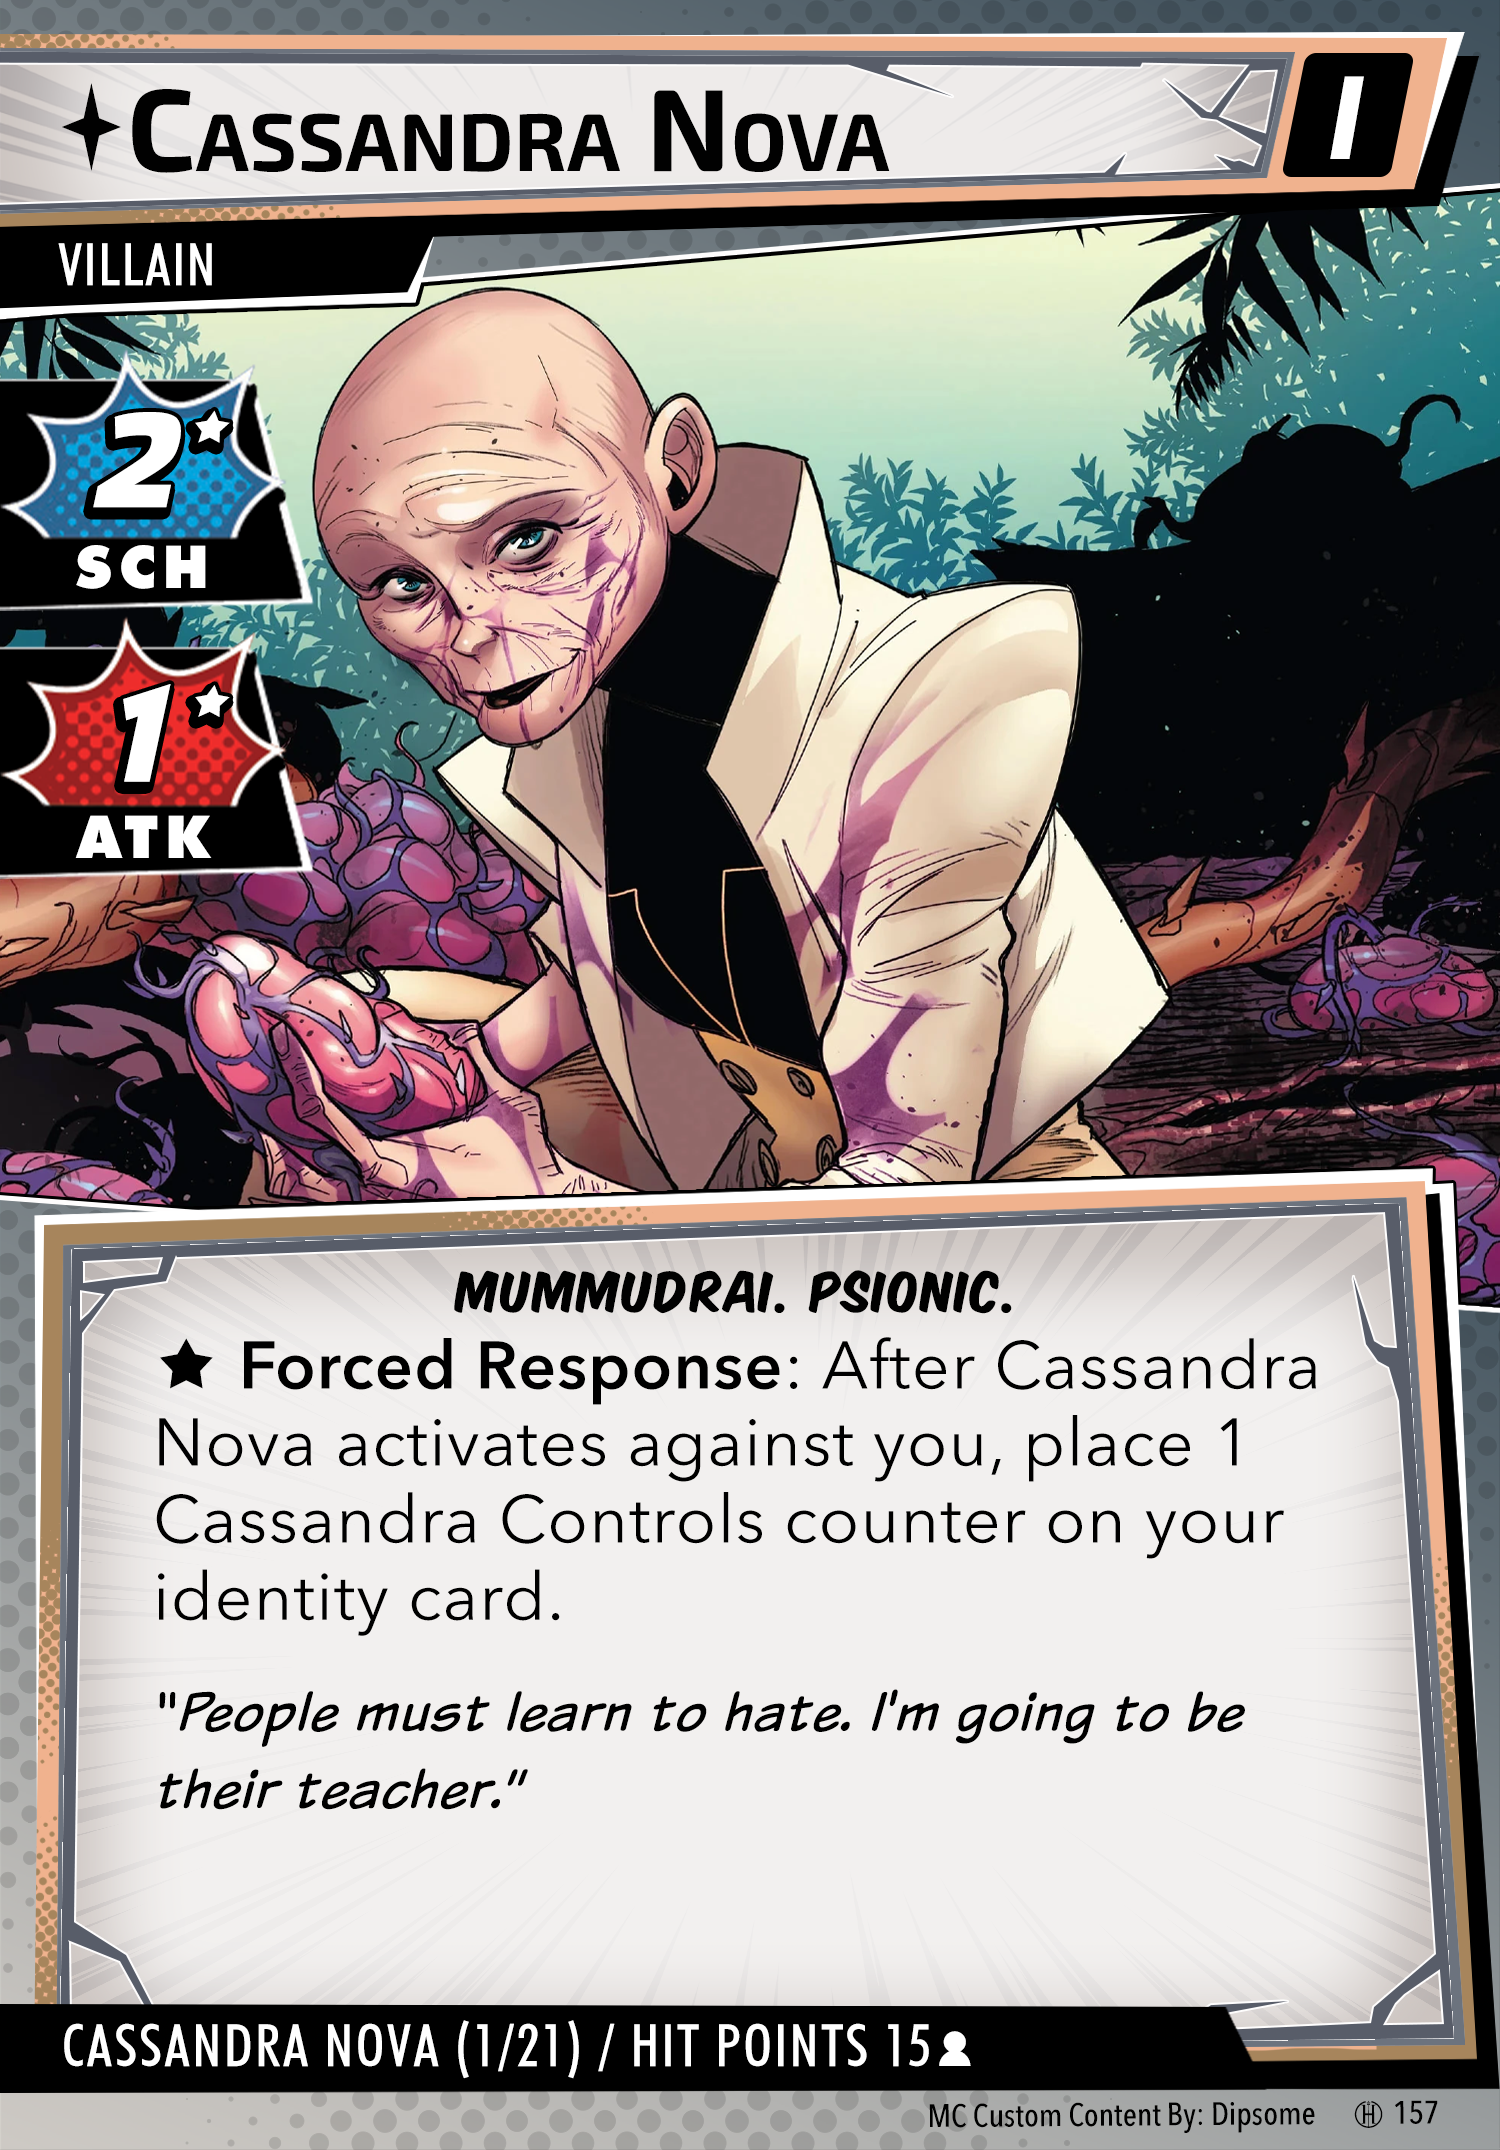 Cassandra Nova
I
VILLAIN
2
SCH
1
ATK
MUMMUDRAI. PSIONIC.
★ Forced Response: After Cassandra
Nova activates against you, place 1
Cassandra Controls counter on your
identity card.
"People must learn to hate. I'm going to be
their teacher."
CASSANDRA NOVA (1/21) / HIT POINTS 15
MC Custom Content By: Dipsome H 157